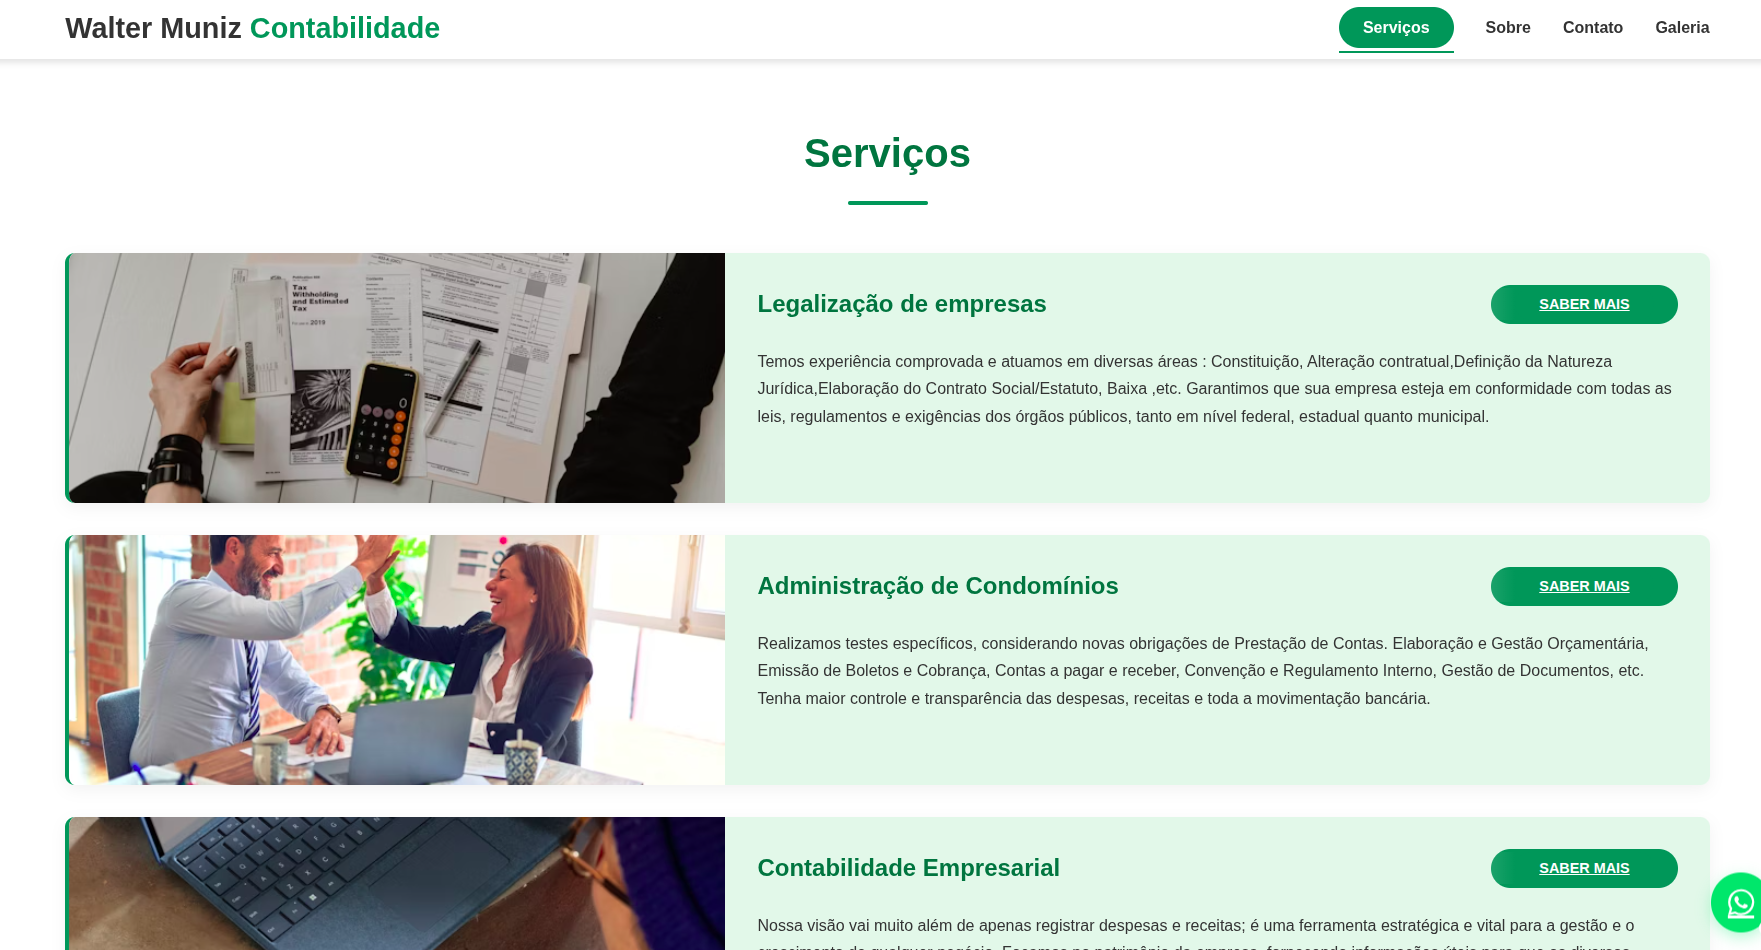 Walter Muniz Contabilidade
Serviços
Sobre
Contato
Galeria
Serviços
Tax
Withholding
and Estimated
Tax
2019
Legalização de empresas
SABER MAIS
Temos experiência comprovada e atuamos em diversas áreas : Constituição, Alteração contratual,Definição da Natureza
Jurídica,Elaboração do Contrato Social/Estatuto, Baixa ,etc. Garantimos que sua empresa esteja em conformidade com todas as
leis, regulamentos e exigências dos órgãos públicos, tanto em nível federal, estadual quanto municipal.
Administração de Condomínios
SABER MAIS
Realizamos testes específicos, considerando novas obrigações de Prestação de Contas. Elaboração e Gestão Orçamentária,
Emissão de Boletos e Cobrança, Contas a pagar e receber, Convenção e Regulamento Interno, Gestão de Documentos, etc.
Tenha maior controle e transparência das despesas, receitas e toda a movimentação bancária.
Contabilidade Empresarial
SABER MAIS
Nossa visão vai muito além de apenas registrar despesas e receitas; é uma ferramenta estratégica e vital para a gestão e o